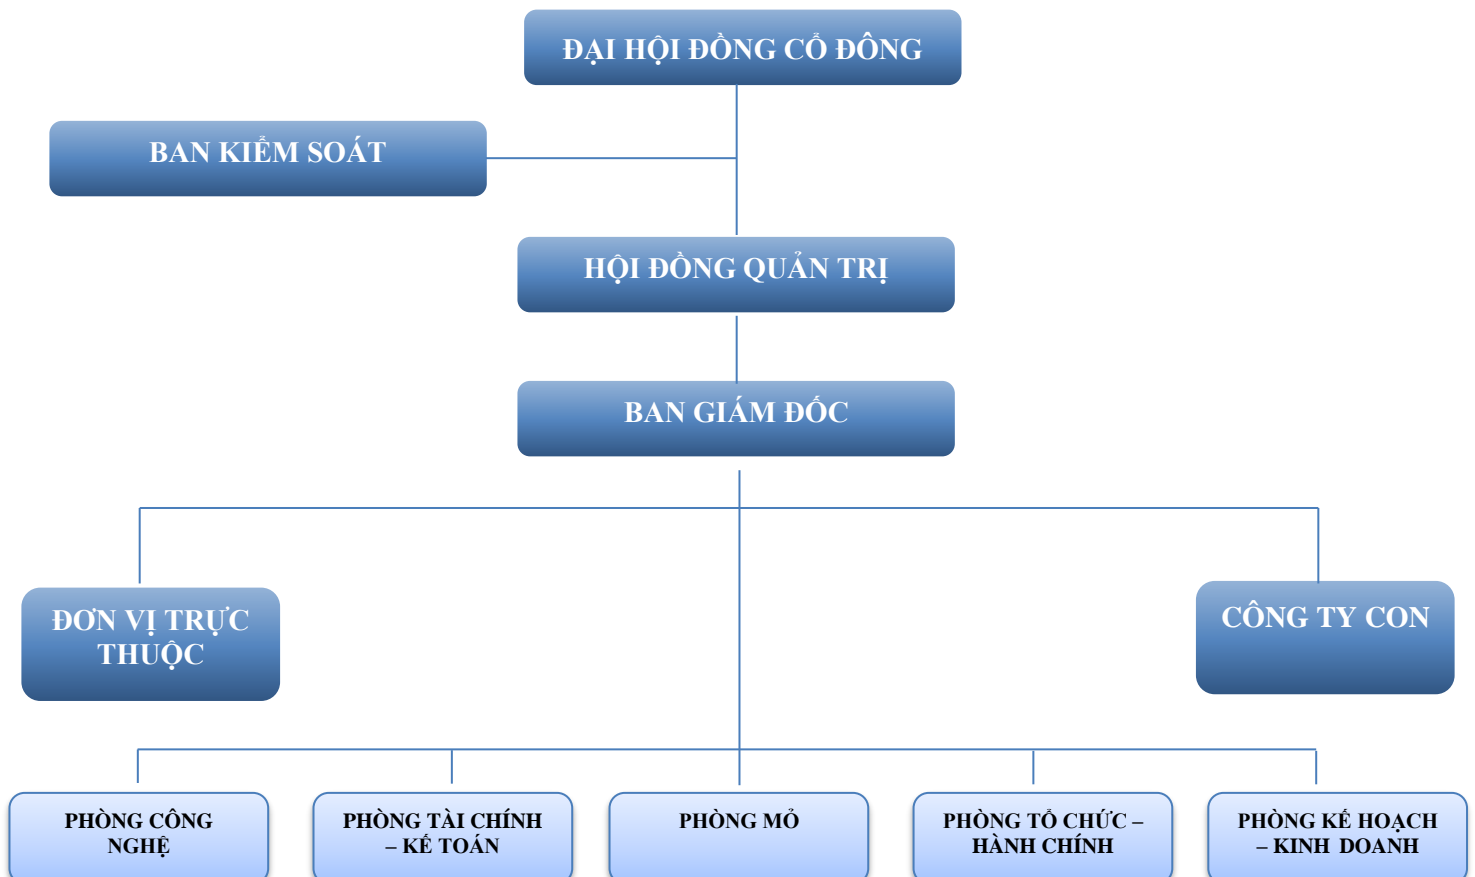 ĐẠI HỘI ĐỒNG CỔ ĐÔNG
BAN KIỂM SOÁT
HỘI ĐỒNG QUẢN TRỊ
BAN GIÁM ĐỐC
ĐƠN VỊ TRỰC
THUỘC
CÔNG TY CON
PHÒNG CÔNG
NGHỆ
PHÒNG TÀI CHÍNH
– KẾ TOÁN
PHÒNG MỎ
PHÒNG TỔ CHỨC –
HÀNH CHÍNH
PHÒNG KẾ HOẠCH
– KINH DOANH